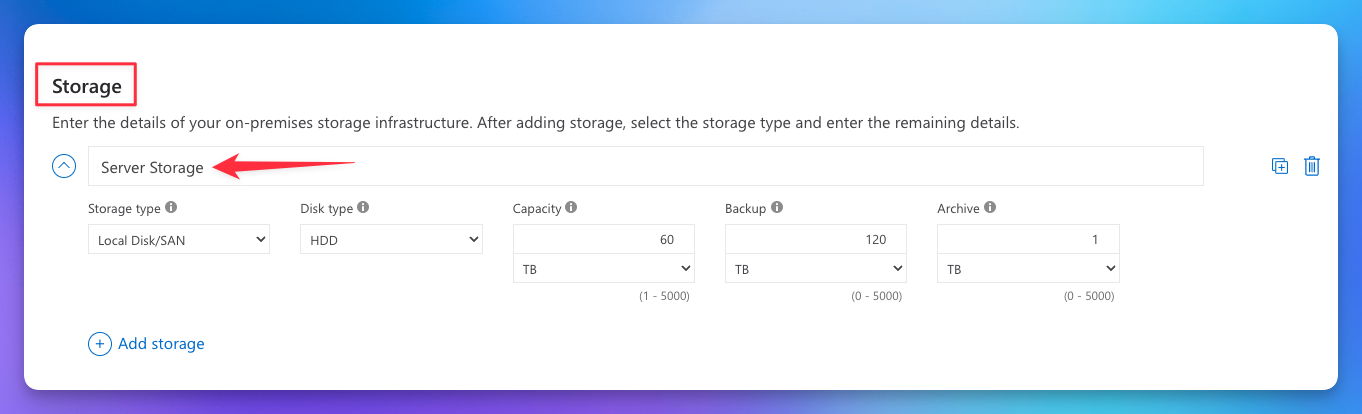 Storage
Enter the details of your on-premises storage infrastructure. After adding storage, select the storage type and enter the remaining details.
Server Storage
Storage type Disk type Capacity Backup Archive
Local Disk/SAN HDD 60 120 1
TB TB TB
(1 - 5000) (0 - 5000) (0 - 5000)
Add storage